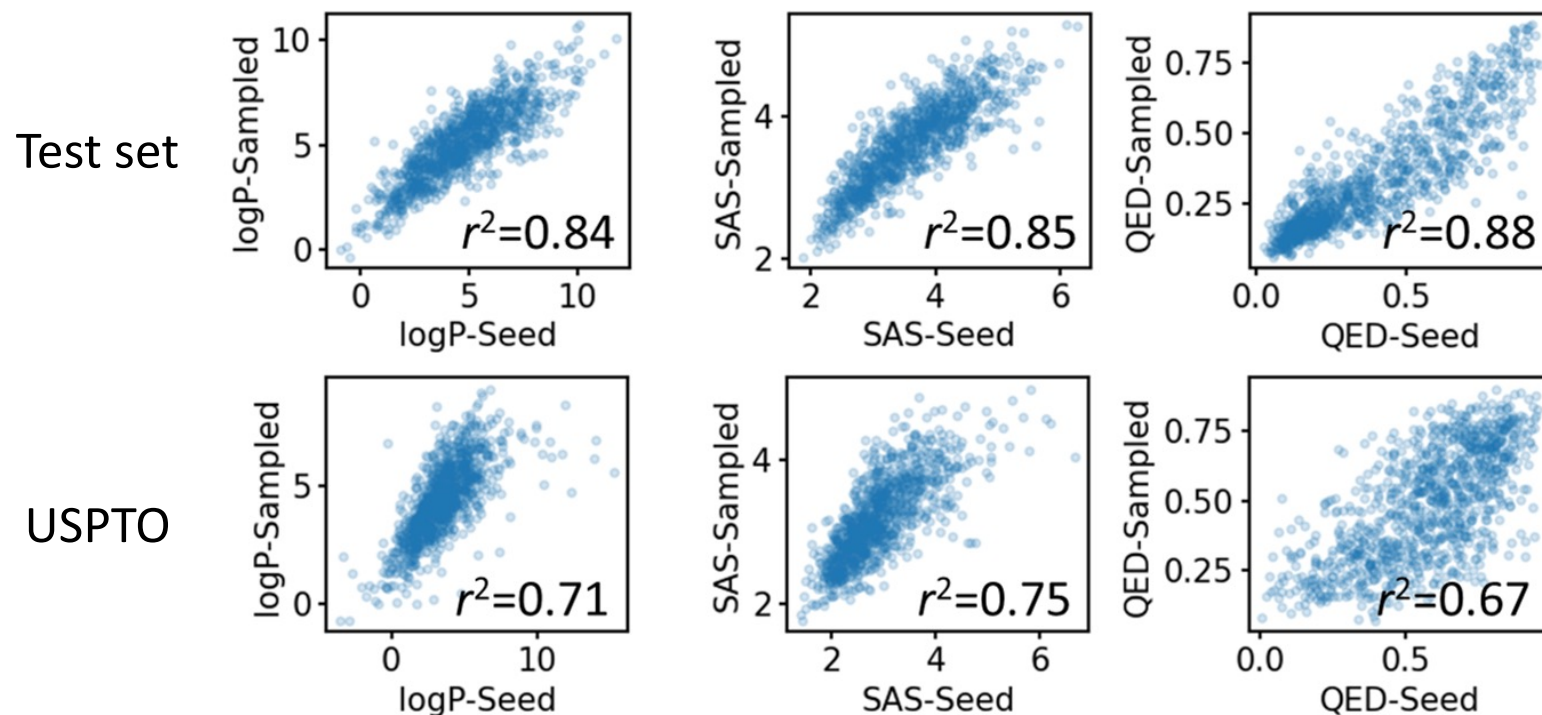 Test set
logP-Sampled
10
5
0
r²=0.84
0 5 10
logP-Seed
SAS-Sampled
4
2
r²=0.85
2 4 6
SAS-Seed
QED-Sampled
0.75
0.50
0.25
r²=0.88
0.0 0.5
QED-Seed
USPTO
logP-Sampled
5
0
r²=0.71
0 10
logP-Seed
SAS-Sampled
4
2
r²=0.75
2 4 6
SAS-Seed
QED-Sampled
0.75
0.50
0.25
r²=0.67
0.0 0.5
QED-Seed